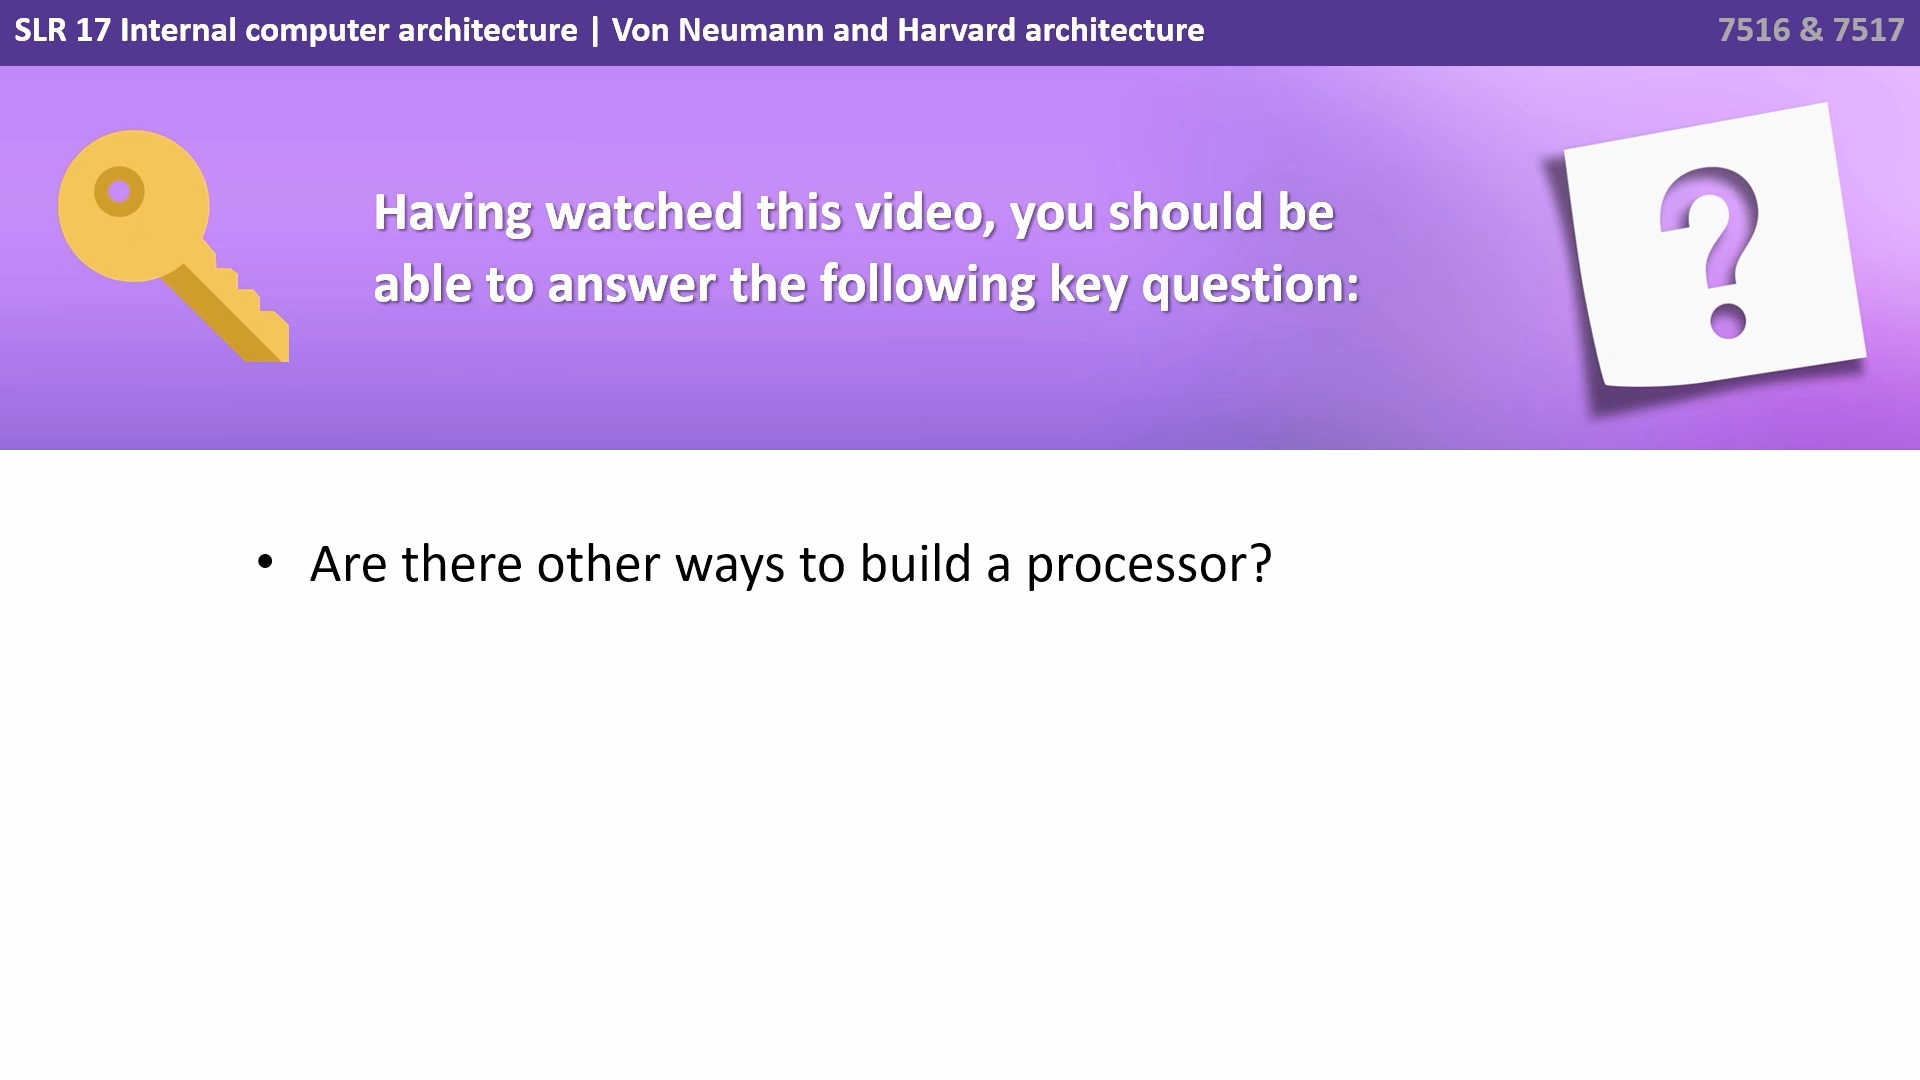 SLR 17 Internal computer architecture | Von Neumann and Harvard architecture
7516 & 7517
Having watched this video, you should be
able to answer the following key question:
?
• Are there other ways to build a processor?